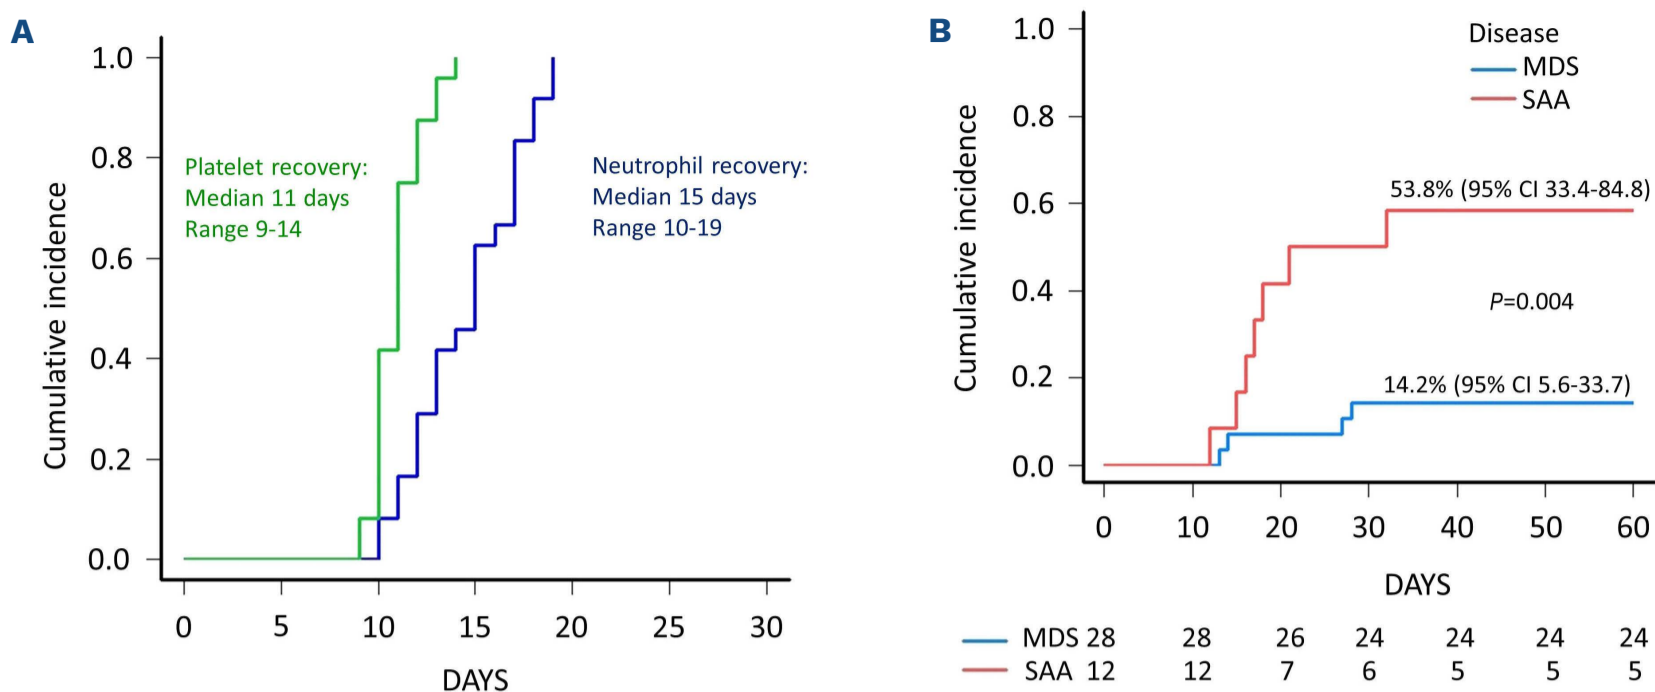 A
Cumulative incidence
1.0
0.8
0.6
0.4
0.2
0.0
Platelet recovery:
Median 11 days
Range 9-14
Neutrophil recovery:
Median 15 days
Range 10-19
0 5 10 15 20 25 30
DAYS
B
Cumulative incidence
1.0
0.8
0.6
0.4
0.2
0.0
Disease
MDS
SAA
53.8% (95% CI 33.4-84.8)
P=0.004
14.2% (95% CI 5.6-33.7)
0 10 20 30 40 50 60
DAYS
MDS 28 28 26 24 24 24 24
SAA 12 12 7 6 5 5 5